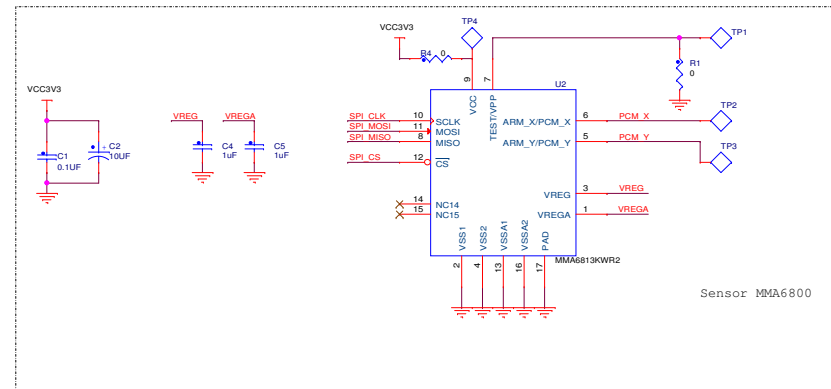 VCC3V3
TP4
TP1
R4
0
R1
0
9
7
U2
VCC
TEST/VPP
VCC3V3
C1
0.1UF
C2
10UF
+
VREG
VREGA
C4
1uF
C5
1uF
SPI_CLK
10
SCLK
SPI_MOSI
11
MOSI
SPI_MISO
8
MISO
SPI_CS
12
CS
14
NC14
15
NC15
ARM_X/PCM_X
6
PCM_X
TP2
ARM_Y/PCM_Y
5
PCM_Y
TP3
VREG
3
VREG
VREGA
1
VREGA
VSS1
VSS2
VSSA1
VSSA2
PAD
2
4
13
16
17
MMA6813KWR2
Sensor MMA6800